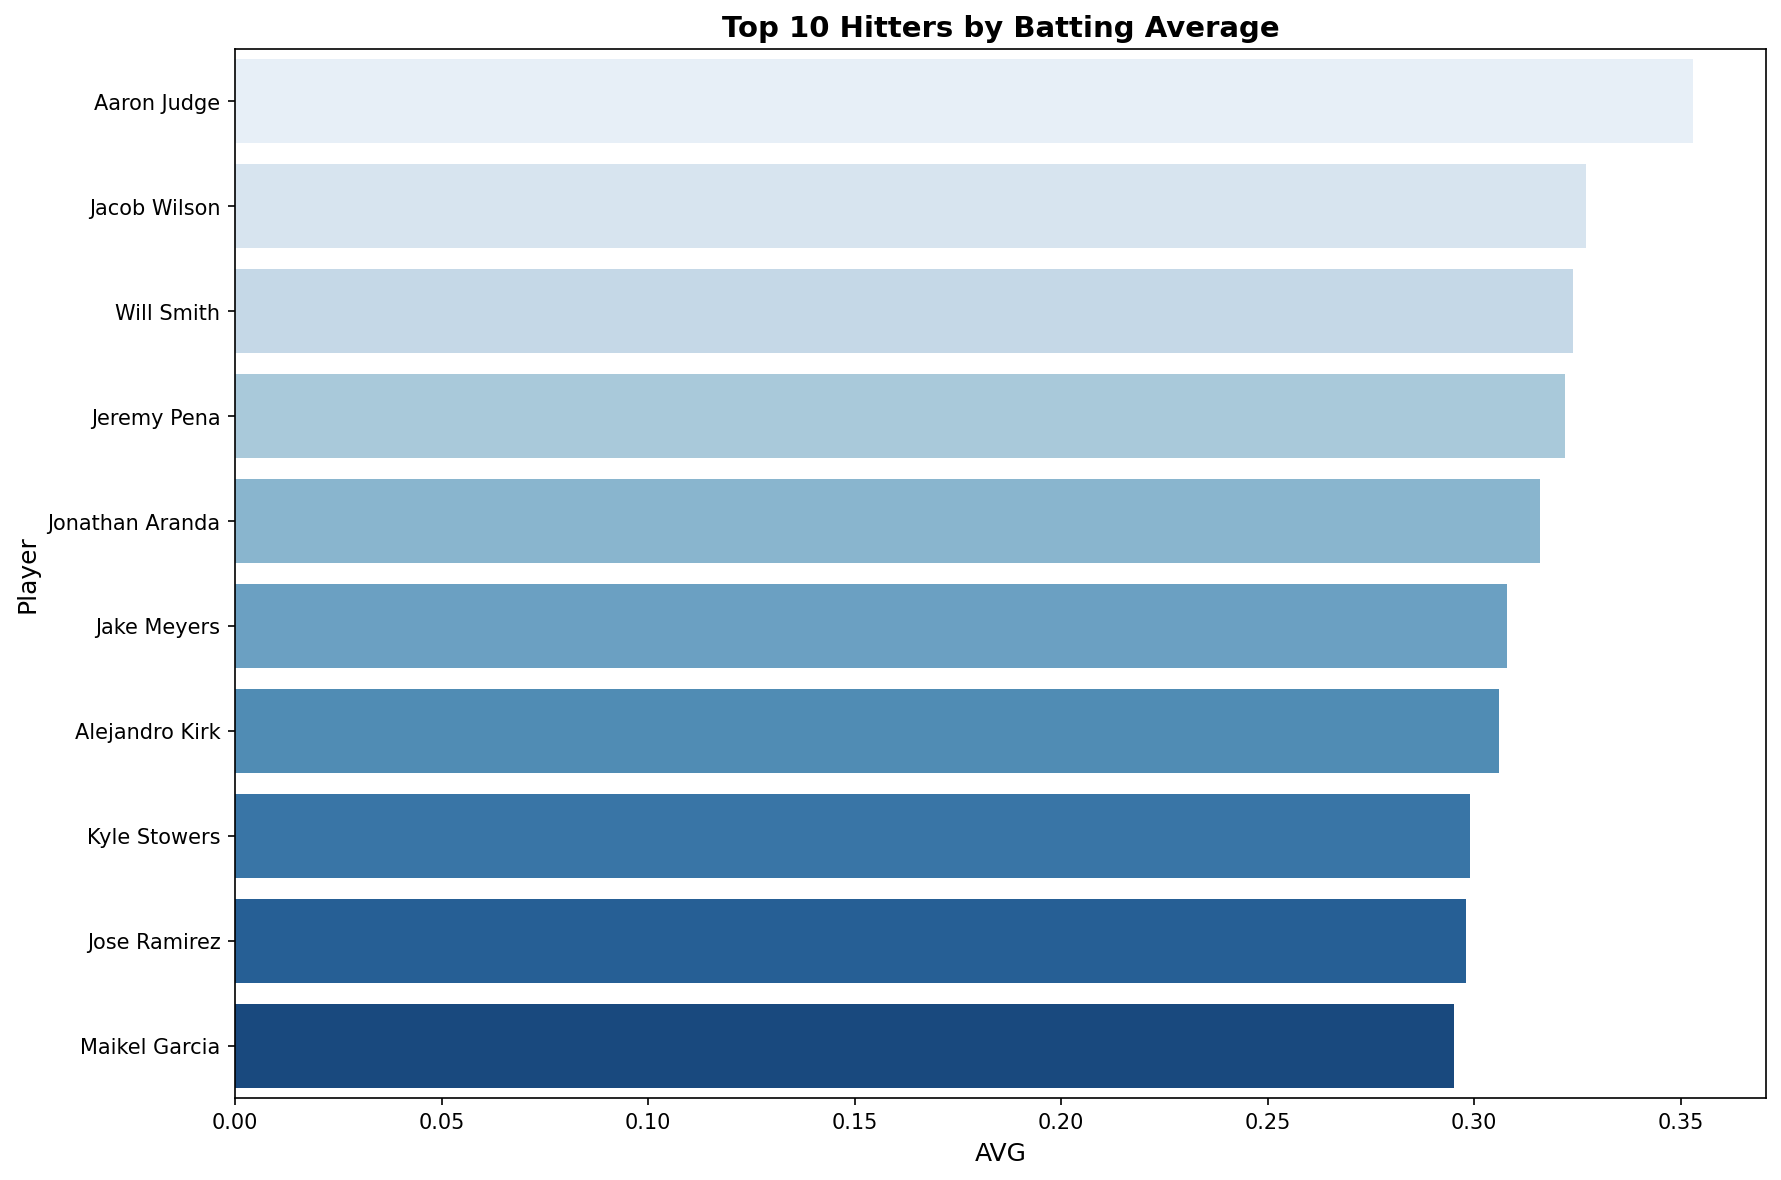 Top 10 Hitters by Batting Average
Player
Aaron Judge
Jacob Wilson
Will Smith
Jeremy Pena
Jonathan Aranda
Jake Meyers
Alejandro Kirk
Kyle Stowers
Jose Ramirez
Maikel Garcia
0.00 0.05 0.10 0.15 0.20 0.25 0.30 0.35
AVG